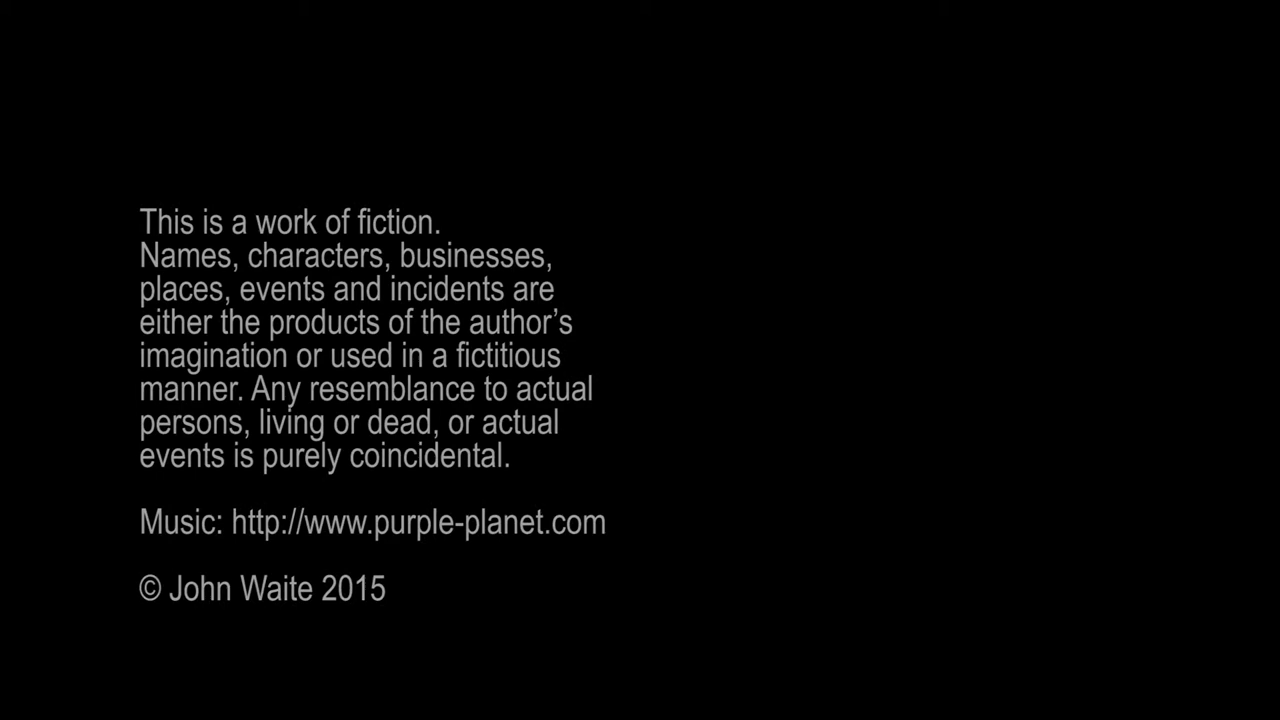 This is a work of fiction.
Names, characters, businesses,
places, events and incidents are
either the products of the author’s
imagination or used in a fictitious
manner. Any resemblance to actual
persons, living or dead, or actual
events is purely coincidental.
Music: http://www.purple-planet.com
© John Waite 2015